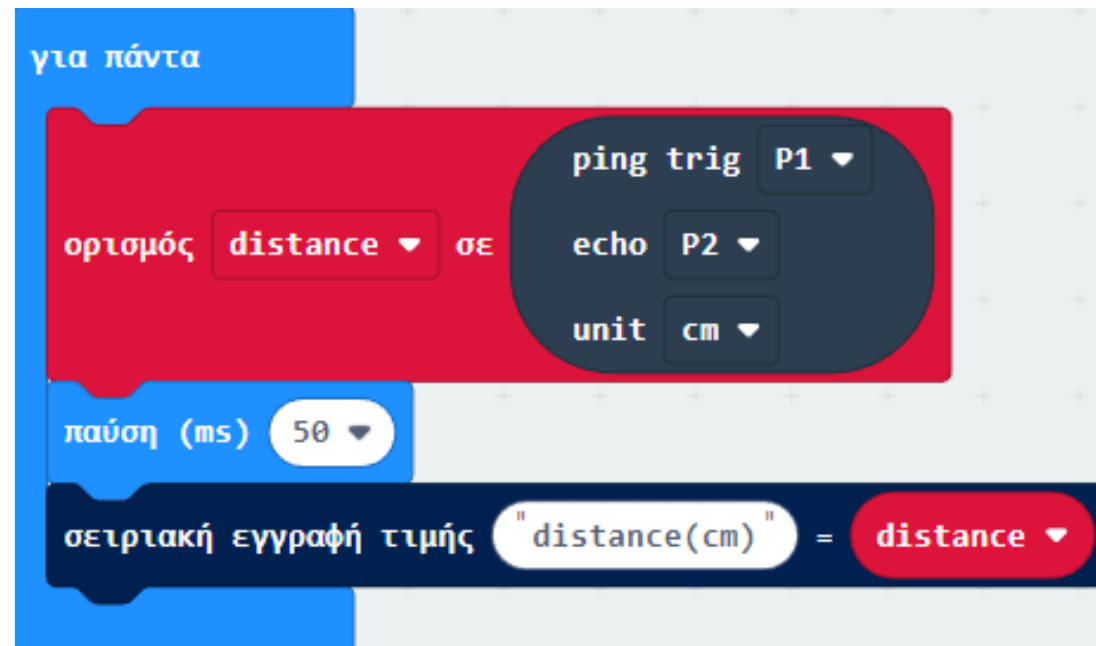 για πάντα
ping trig P1
ορισμός distance σε echo P2
unit cm
παύση (ms) 50
σειριακή εγγραφή τιμής "distance(cm)" = distance